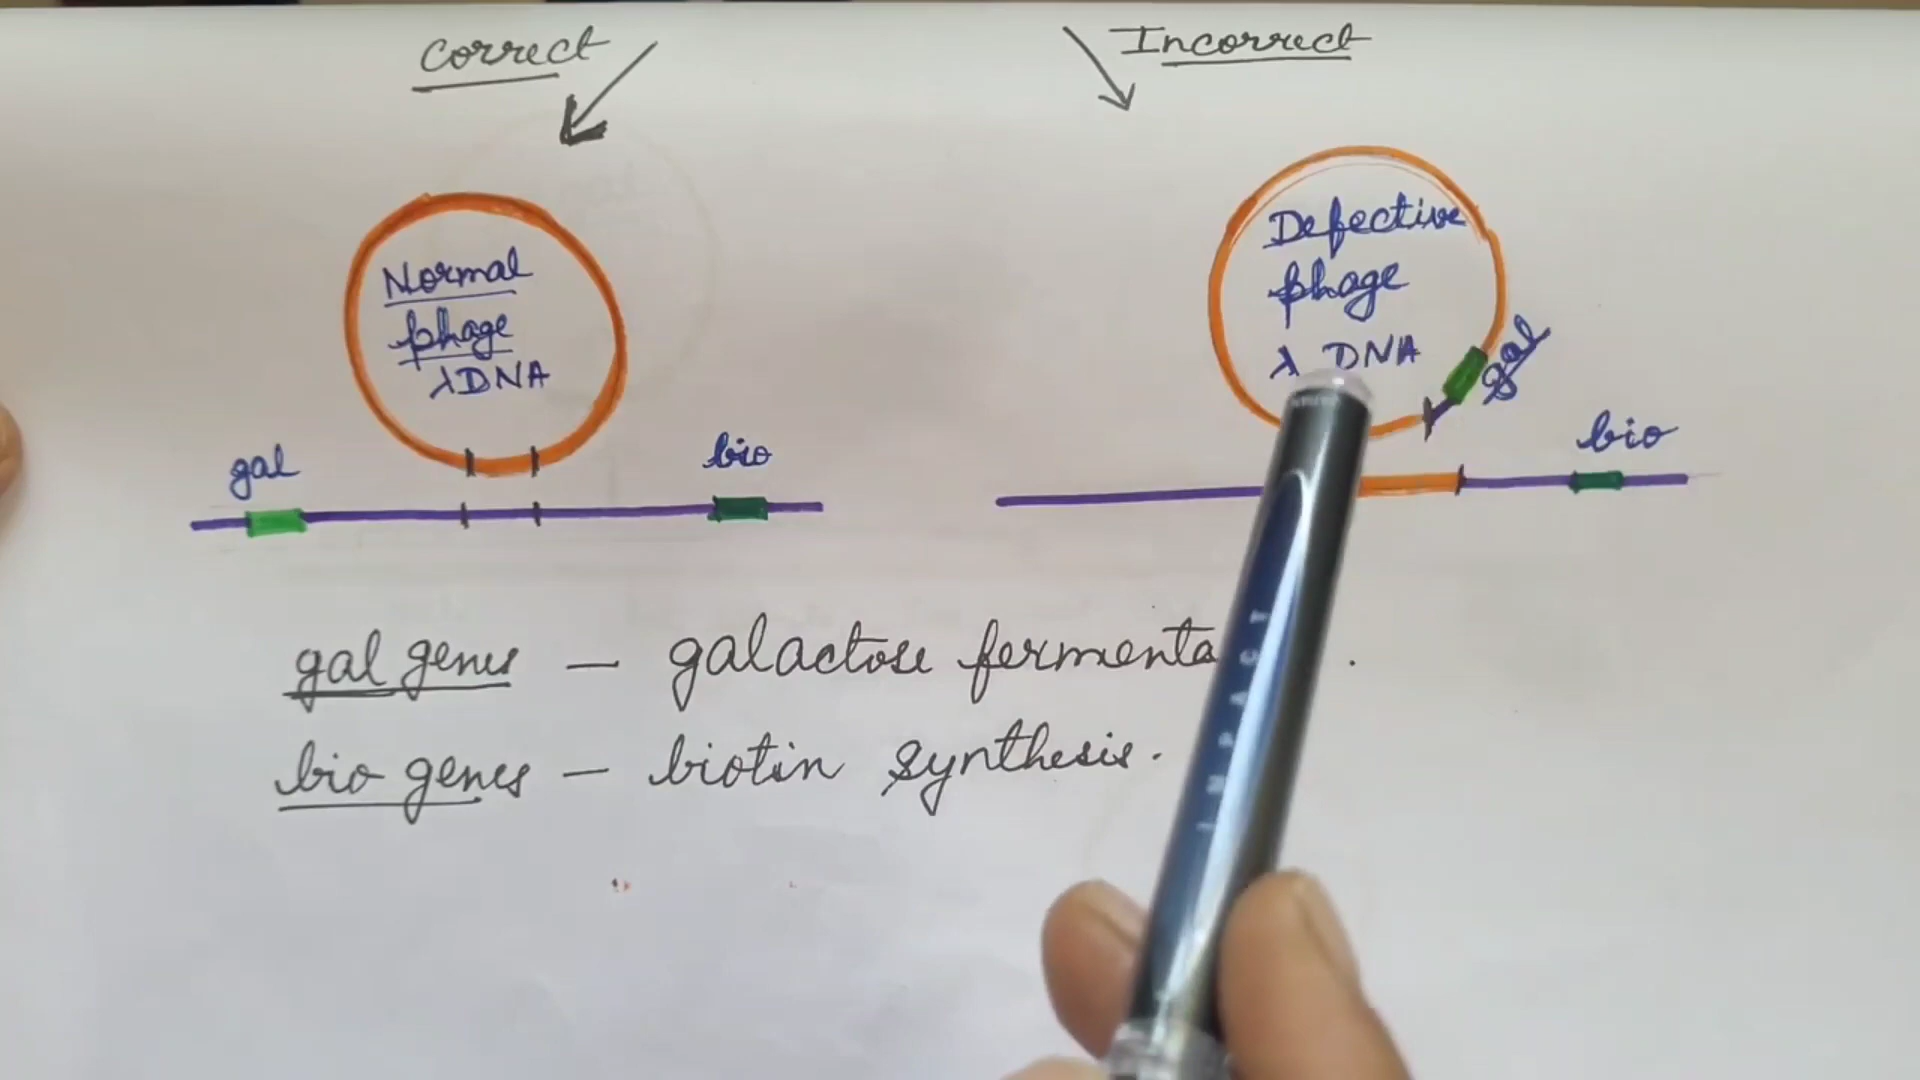 Correct
Incorrect
Normal
phage
λDNA
gal
bio
Defective
phage
λ DNA
gal
bio
gal genes — galactose fermenta
bio genes — biotin synthesis.